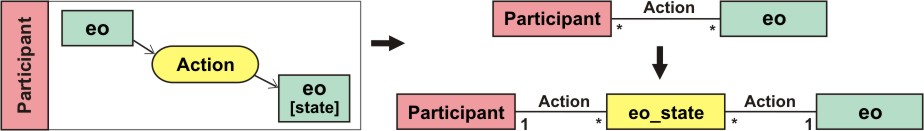 Participant
eo
Action
eo
[state]
Participant
Action
eo
*
*
Participant
Action
eo_state
Action
eo
1
*
*
1